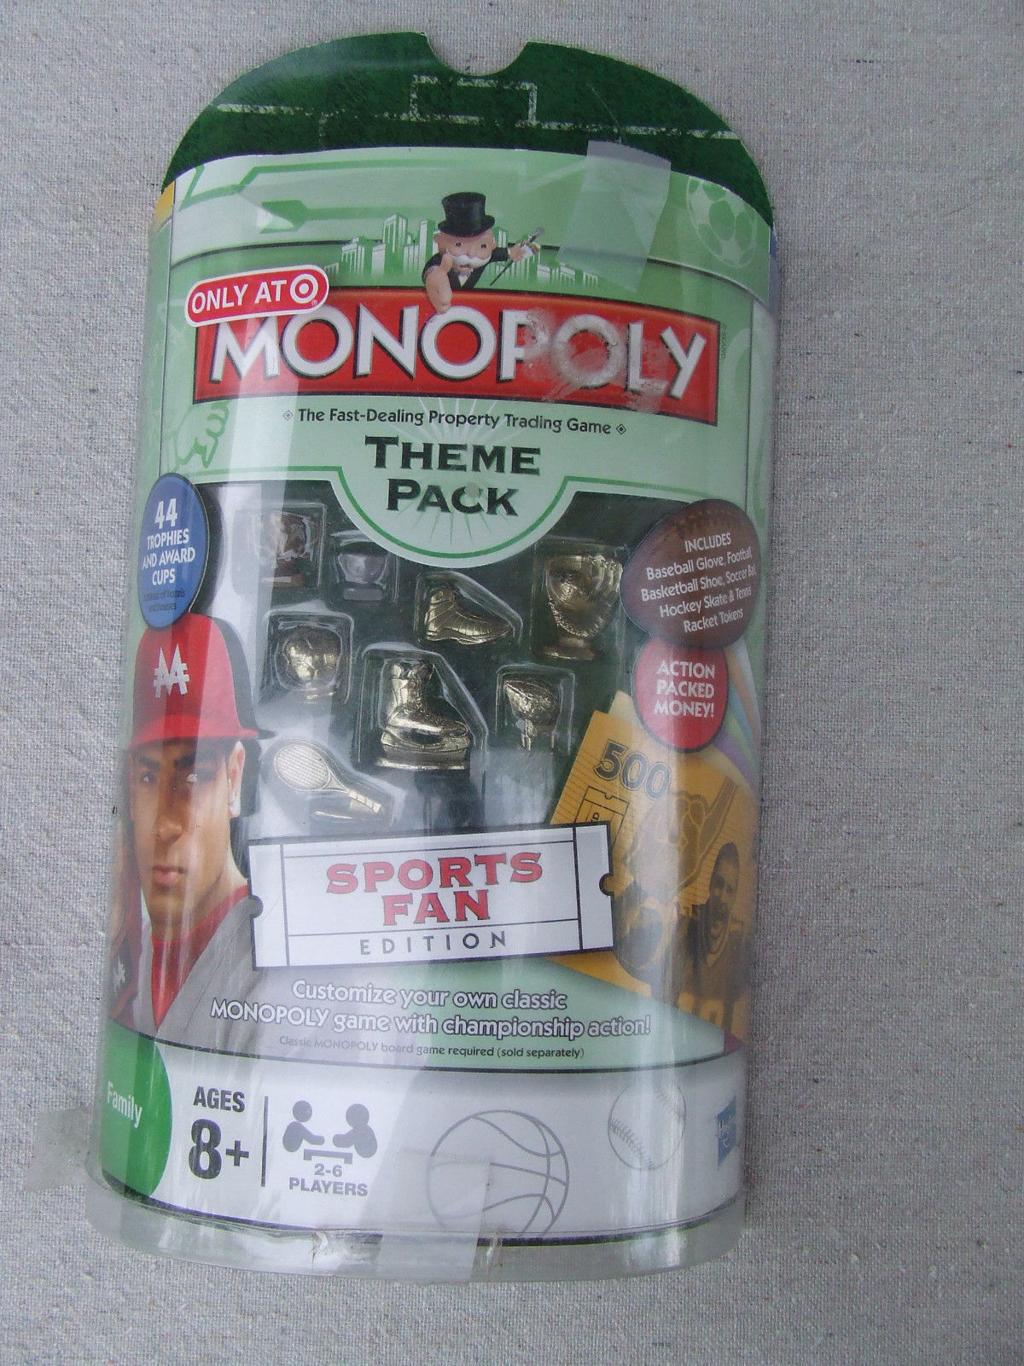 ONLY AT
MONOPOLY
The Fast-Dealing Property Trading Game
THEME
PACK
44
TROPHIES
AND AWARD
CUPS
INCLUDES
Baseball Glove, Football,
Basketball Shoe, Soccer Ball,
Hockey Skate & Tennis
Racket Tokens
ACTION
PACKED
MONEY!
500
SPORTS
FAN
EDITION
Customize your own classic
MONOPOLY game with championship action!
Classic MONOPOLY board game required (sold separately)
Family
AGES
8+
2-6
PLAYERS